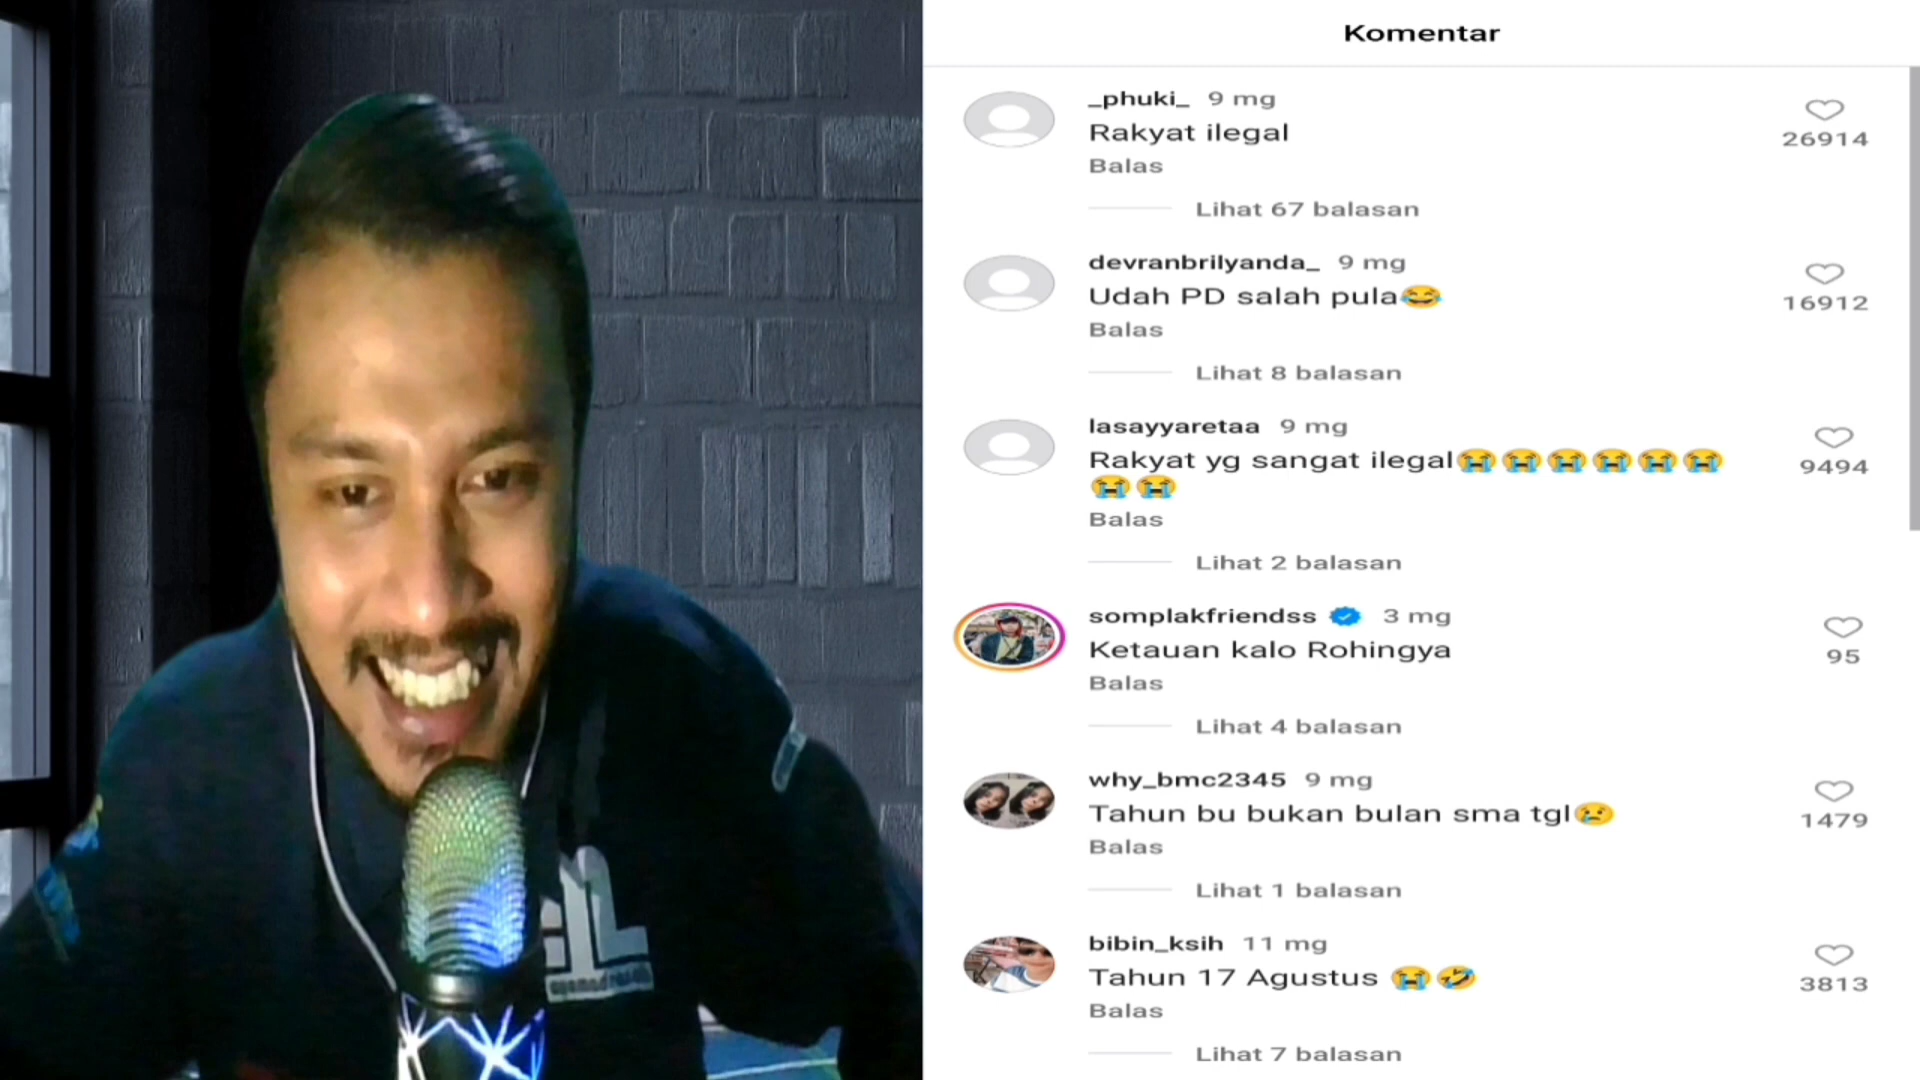 Komentar
_phuki_ 9 mg
Rakyat ilegal
26914
Balas
Lihat 67 balasan
devranbrilyanda_ 9 mg
Udah PD salah pula😂
16912
Balas
Lihat 8 balasan
lasayyaretaa 9 mg
Rakyat yg sangat ilegal😭😭😭😭😭😭
😭😭
9494
Balas
Lihat 2 balasan
somplakfriendss 3 mg
Ketauan kalo Rohingya
95
Balas
Lihat 4 balasan
why_bmc2345 9 mg
Tahun bu bukan bulan sma tgl😢
1479
Balas
Lihat 1 balasan
bibin_ksih 11 mg
Tahun 17 Agustus 😭🤣
3813
Balas
Lihat 7 balasan